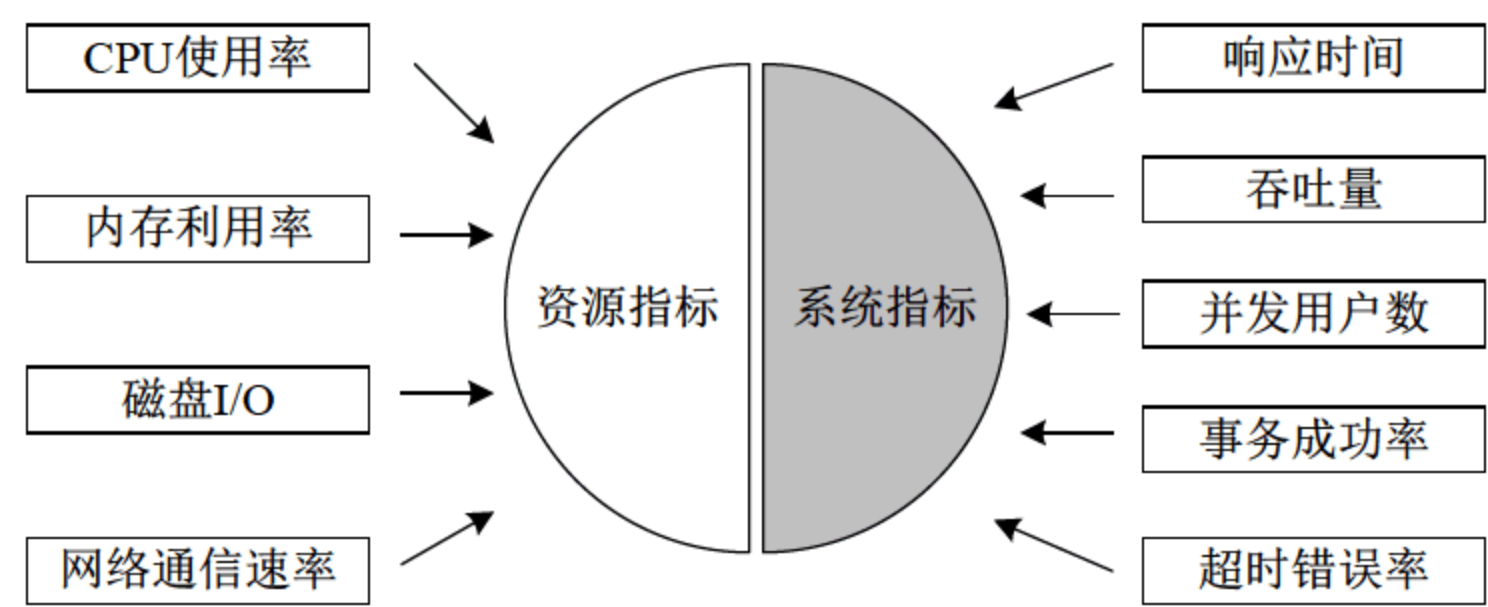 CPU使用率
内存利用率
磁盘I/O
网络通信速率
资源指标
系统指标
响应时间
吞吐量
并发用户数
事务成功率
超时错误率